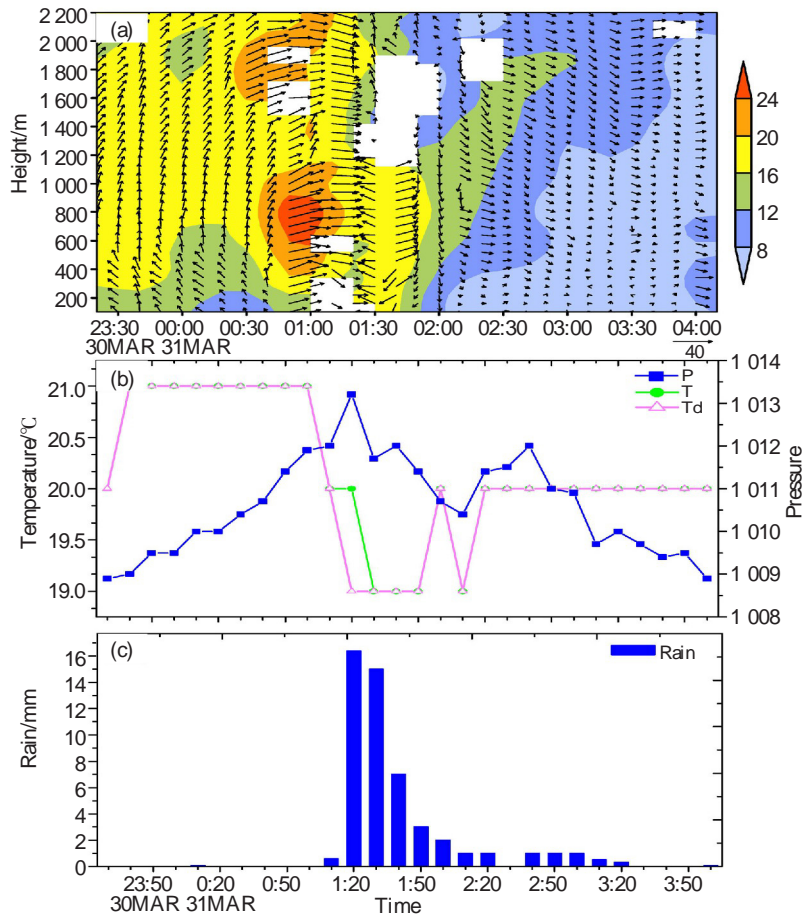 (a)
Height/m
2 200
2 000
1 800
1 600
1 400
1 200
1 000
800
600
400
200
24
20
16
12
8
23:30 00:00 00:30 01:00 01:30 02:00 02:30 03:00 03:30 04:00
30MAR 31MAR
40
(b)
Temperature/℃
21.0
20.5
20.0
19.5
19.0
P
T
Td
1 014
1 013
1 012
1 011
1 010
1 009
1 008
Pressure
(c)
Rain
Rain/mm
16
14
12
10
8
6
4
2
0
23:50 0:20 0:50 1:20 1:50 2:20 2:50 3:20 3:50
30MAR 31MAR
Time